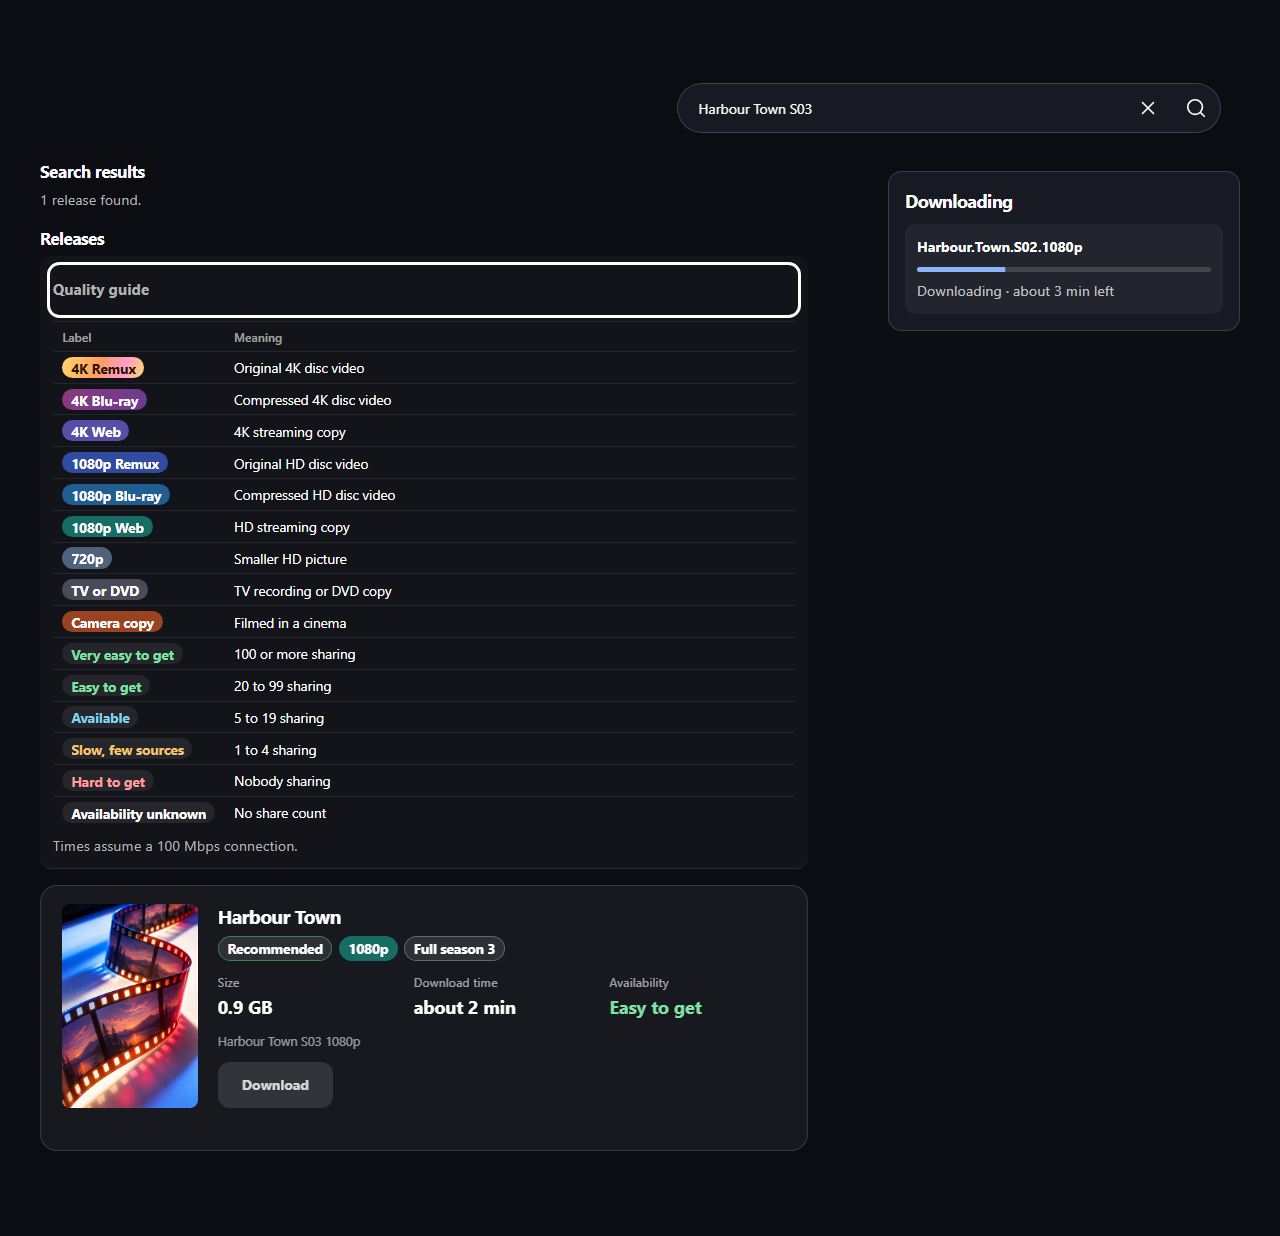 Harbour Town S03
Search results
1 release found.
Releases
Quality guide
Label Meaning
4K Remux Original 4K disc video
4K Blu-ray Compressed 4K disc video
4K Web 4K streaming copy
1080p Remux Original HD disc video
1080p Blu-ray Compressed HD disc video
1080p Web HD streaming copy
720p Smaller HD picture
TV or DVD TV recording or DVD copy
Camera copy Filmed in a cinema
Very easy to get 100 or more sharing
Easy to get 20 to 99 sharing
Available 5 to 19 sharing
Slow, few sources 1 to 4 sharing
Hard to get Nobody sharing
Availability unknown No share count
Times assume a 100 Mbps connection.
Harbour Town
Recommended 1080p Full season 3
Size Download time Availability
0.9 GB about 2 min Easy to get
Harbour Town S03 1080p
Download
Downloading
Harbour.Town.S02.1080p
Downloading · about 3 min left